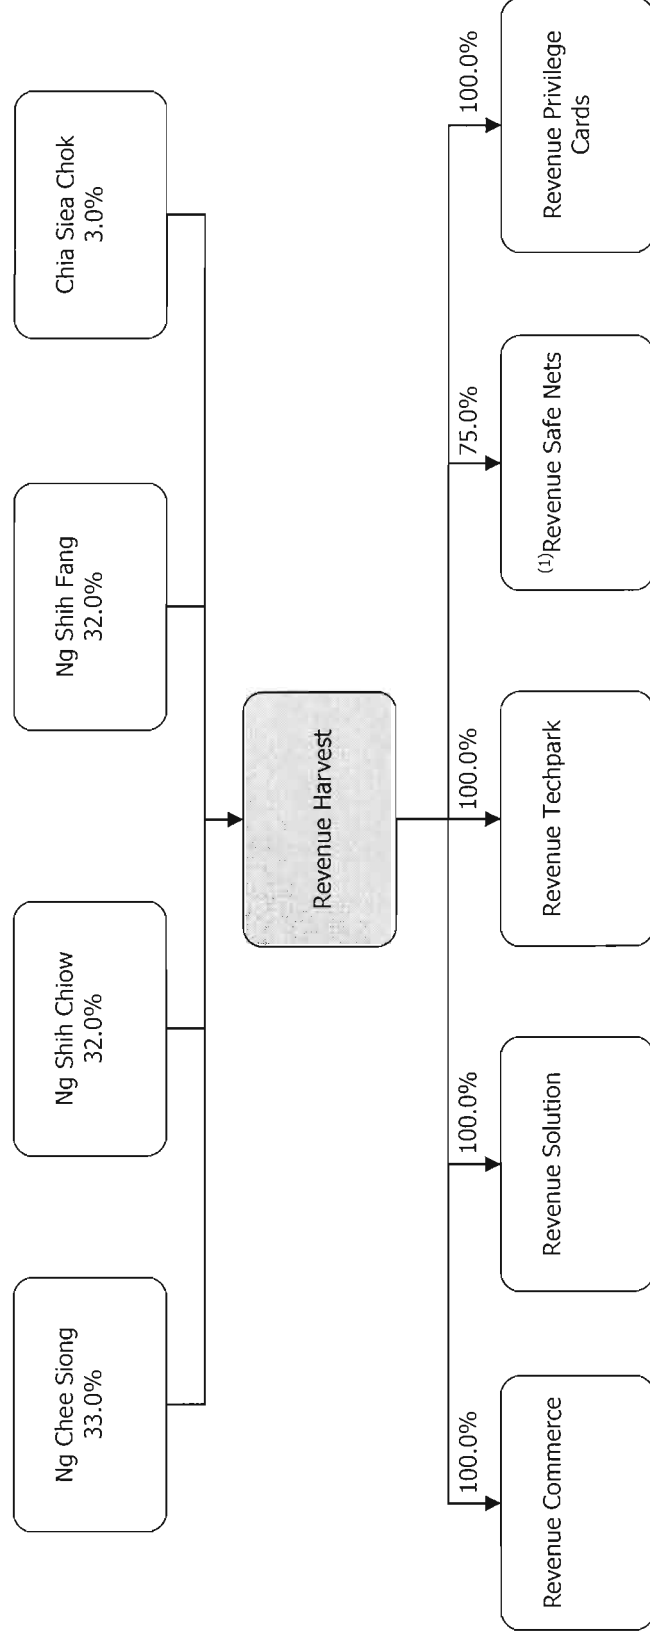 Ng Chee Siong
33.0%
Ng Shih Chiow
32.0%
Ng Shih Fang
32.0%
Chia Siea Chok
3.0%
Revenue Harvest
100.0%
100.0%
100.0%
75.0%
100.0%
Revenue Commerce
Revenue Solution
Revenue Techpark
(1)Revenue Safe Nets
Revenue Privilege
Cards